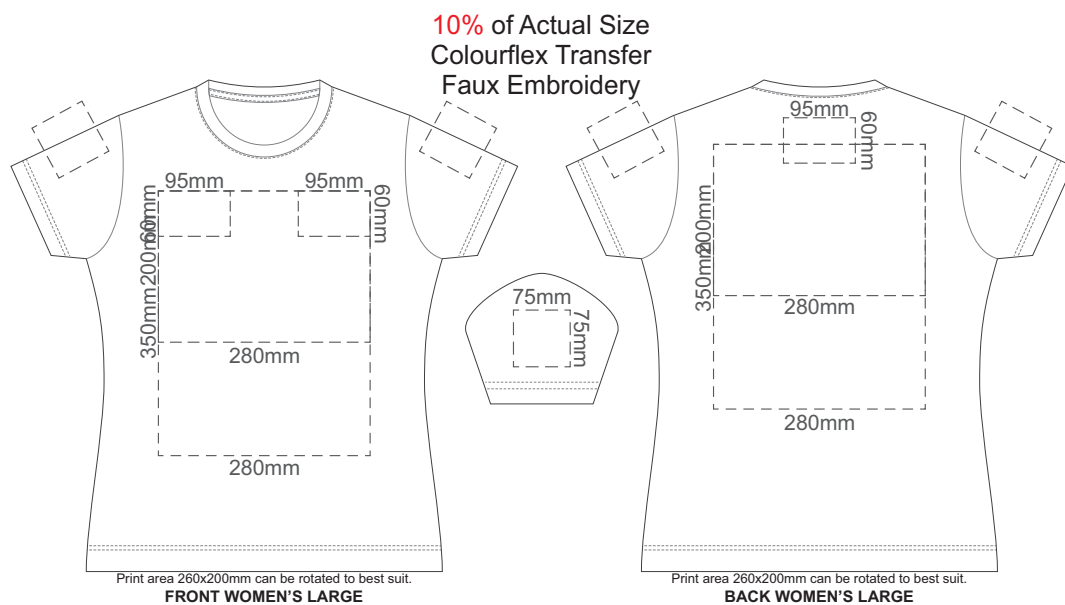 10% of Actual Size
Colourflex Transfer
Faux Embroidery
95mm
95mm
60mm
60mm
200mm
350mm
280mm
280mm
Print area 260x200mm can be rotated to best suit.
FRONT WOMEN'S LARGE
75mm
75mm
95mm
60mm
200mm
350mm
280mm
280mm
Print area 260x200mm can be rotated to best suit.
BACK WOMEN'S LARGE